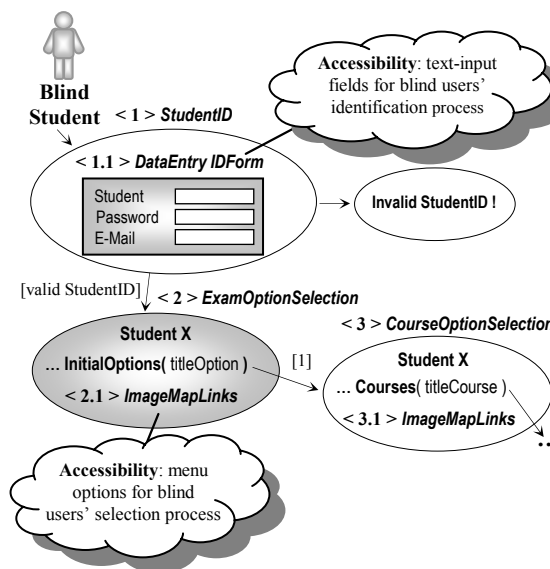 Blind
Student
Accessibility: text-input
fields for blind users'
identification process
< 1 > StudentID
< 1.1 > DataEntry IDForm
Student
Password
E-Mail
Invalid StudentID !
[valid StudentID]
< 2 > ExamOptionSelection
Student X
... InitialOptions( titleOption )
< 2.1 > ImageMapLinks
[1]
< 3 > CourseOptionSelection
Student X
... Courses( titleCourse )
< 3.1 > ImageMapLinks
..
Accessibility: menu
options for blind
users' selection process